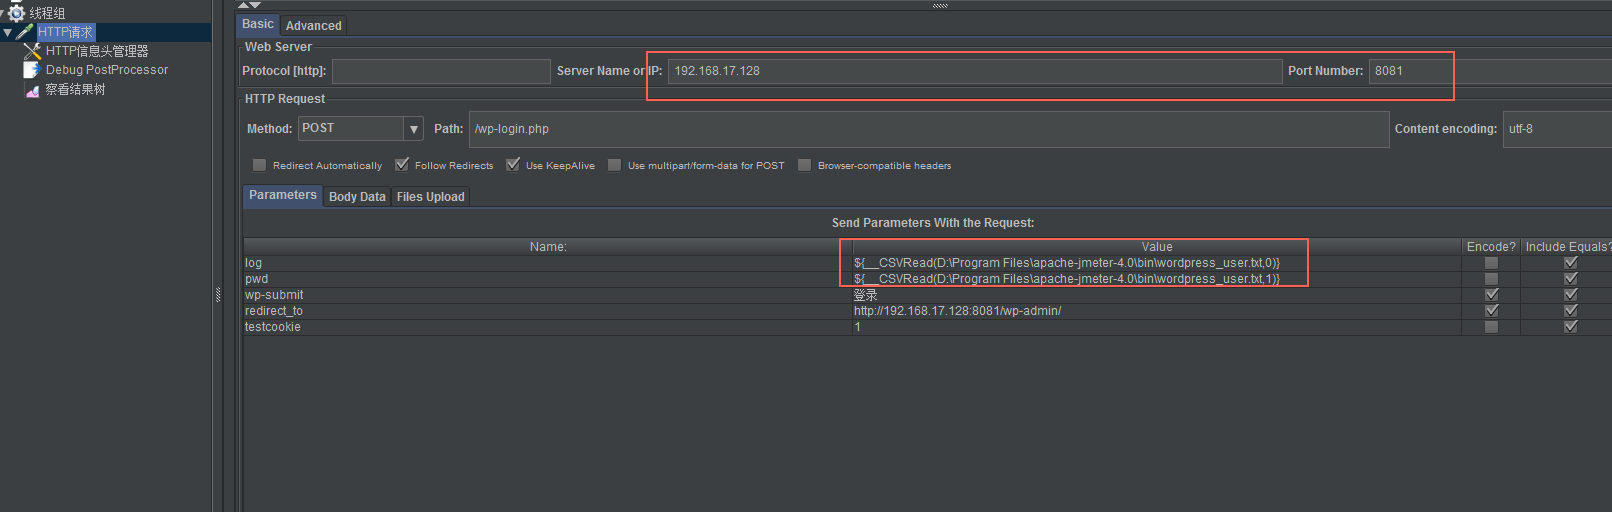 线程组
HTTP请求
HTTP信息头管理器
Debug PostProcessor
察看结果树
Basic Advanced
Web Server
Protocol [http]: Server Name or IP: 192.168.17.128 Port Number: 8081
HTTP Request
Method: POST Path: /wp-login.php Content encoding: utf-8
Redirect Automatically Follow Redirects Use KeepAlive Use multipart/form-data for POST Browser-compatible headers
Parameters Body Data Files Upload
Send Parameters With the Request:
Name: Value Encode? Include Equals?
log ${__CSVRead(D:\Program Files\apache-jmeter-4.0\bin\wordpress_user.txt,0)}
pwd ${__CSVRead(D:\Program Files\apache-jmeter-4.0\bin\wordpress_user.txt,1)}
wp-submit 登录
redirect_to http://192.168.17.128:8081/wp-admin/
testcookie 1